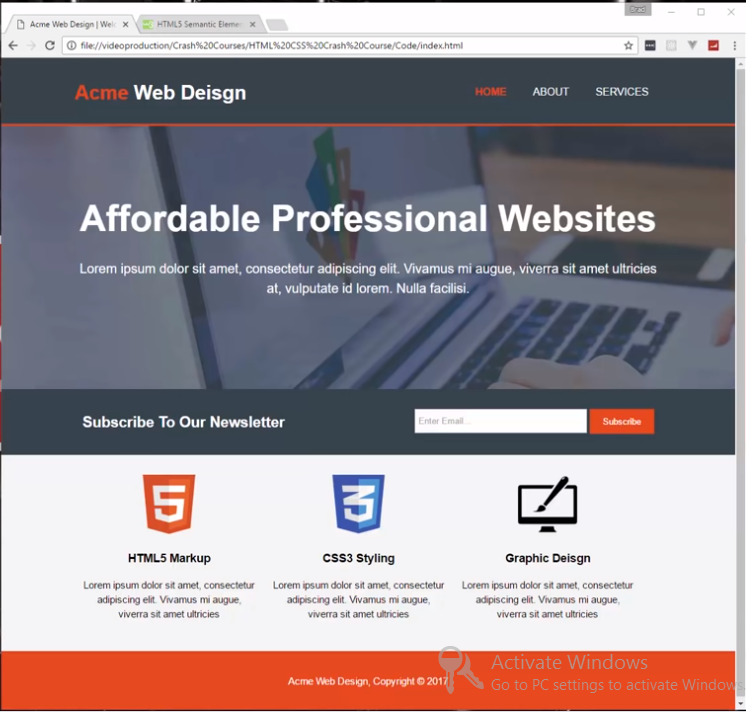 Brad
Acme Web Design | Wel
HTML5 Semantic Eleme
file://videoproduction/Crash%20Courses/HTML%20CSS%20Crash%20Course/Code/index.html
Acme Web Deisgn
HOME ABOUT SERVICES
Affordable Professional Websites
Lorem ipsum dolor sit amet, consectetur adipiscing elit. Vivamus mi augue, viverra sit amet ultricies
at, vulputate id lorem. Nulla facilisi.
Subscribe To Our Newsletter
Enter Email...
Subscribe
HTML5 Markup
Lorem ipsum dolor sit amet, consectetur
adipiscing elit. Vivamus mi augue,
viverra sit amet ultricies
CSS3 Styling
Lorem ipsum dolor sit amet, consectetur
adipiscing elit. Vivamus mi augue,
viverra sit amet ultricies
Graphic Deisgn
Lorem ipsum dolor sit amet, consectetur
adipiscing elit. Vivamus mi augue,
viverra sit amet ultricies
Acme Web Design, Copyright © 2017
Activate Windows
Go to PC settings to activate Windows.